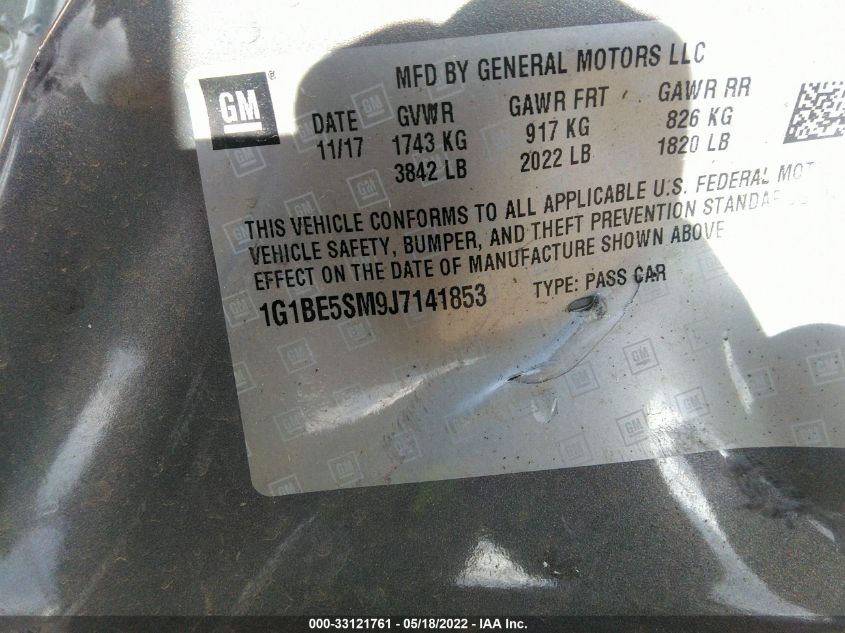 MFD BY GENERAL MOTORS LLC
GM ®
DATE GVWR GAWR FRT GAWR RR
11/17 1743 KG 917 KG 826 KG
3842 LB 2022 LB 1820 LB
THIS VEHICLE CONFORMS TO ALL APPLICABLE U.S. FEDERAL MOT
VEHICLE SAFETY, BUMPER, AND THEFT PREVENTION STANDA
EFFECT ON THE DATE OF MANUFACTURE SHOWN ABOVE
1G1BE5SM9J7141853 TYPE: PASS CAR
000-33121761 - 05/18/2022 - IAA Inc.